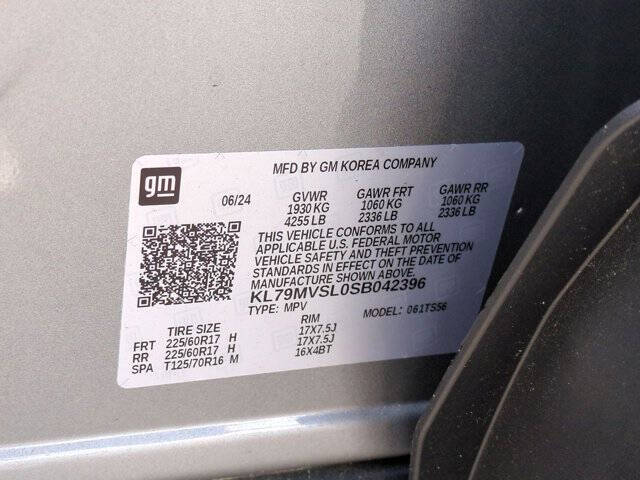 gm
MFD BY GM KOREA COMPANY
06/24 GVWR GAWR FRT GAWR RR
1930 KG 1060 KG 1060 KG
4255 LB 2336 LB 2336 LB
THIS VEHICLE CONFORMS TO ALL
APPLICABLE U.S. FEDERAL MOTOR
VEHICLE SAFETY AND THEFT PREVENTION
STANDARDS IN EFFECT ON THE DATE OF
MANUFACTURE SHOWN ABOVE.
KL79MVSL0SB042396
TYPE: MPV MODEL: 061TS56
TIRE SIZE RIM
FRT 225/60R17 H 17X7.5J
RR 225/60R17 H 17X7.5J
SPA T125/70R16 M 16X4BT